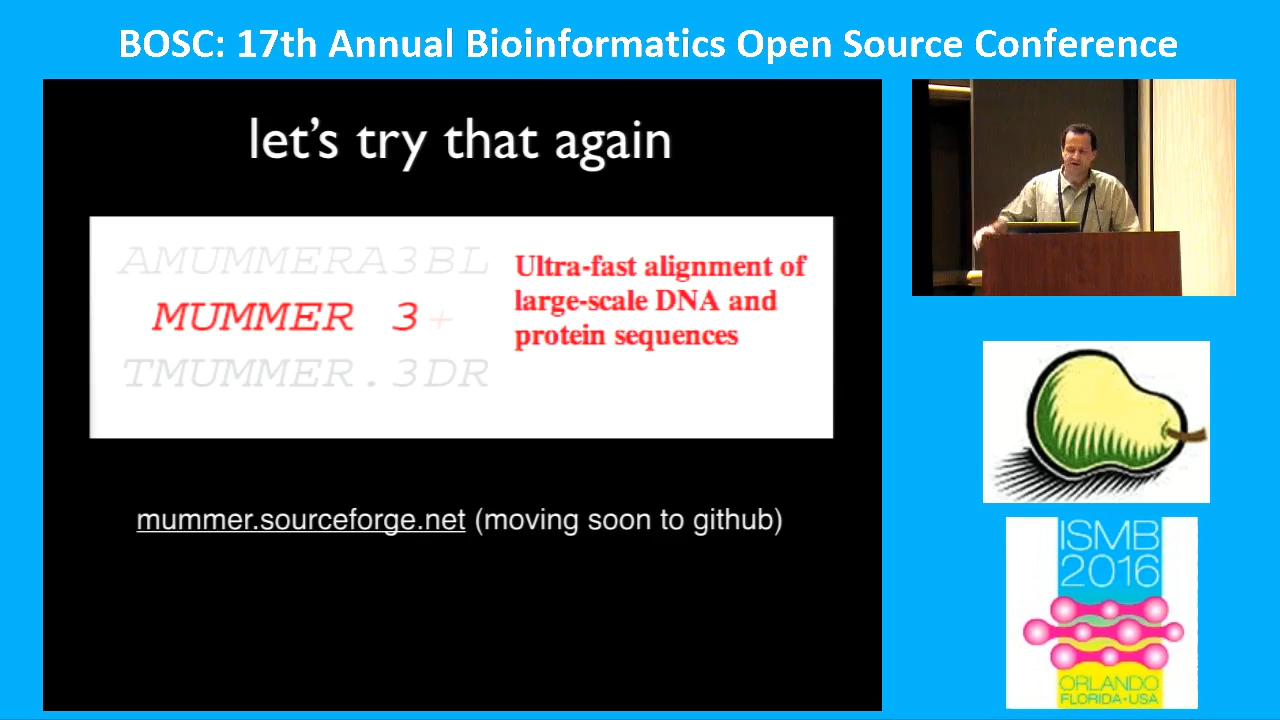 BOSC: 17th Annual Bioinformatics Open Source Conference
let's try that again
AMUMMERA3BL
MUMMER 3+
TMUMMER.3DR
Ultra-fast alignment of
large-scale DNA and
protein sequences
mummer.sourceforge.net (moving soon to github)
ISMB
2016
ORLANDO
FLORIDA•USA